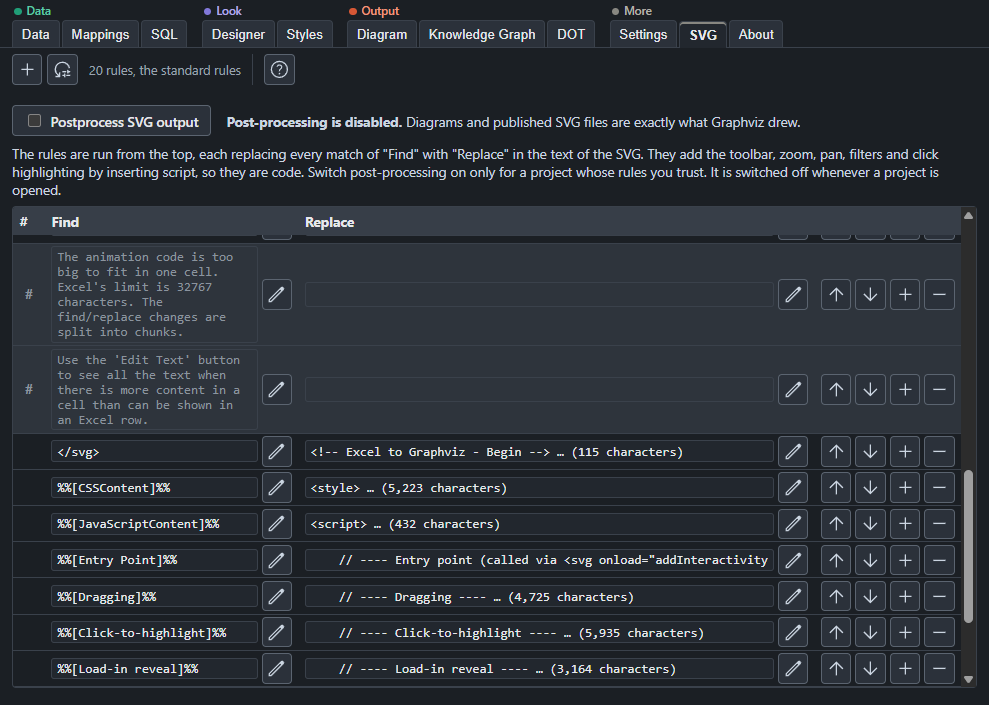 Data
Look
Output
More
Data Mappings SQL Designer Styles Diagram Knowledge Graph DOT Settings SVG About
20 rules, the standard rules
Postprocess SVG output Post-processing is disabled. Diagrams and published SVG files are exactly what Graphviz drew.
The rules are run from the top, each replacing every match of "Find" with "Replace" in the text of the SVG. They add the toolbar, zoom, pan, filters and click
highlighting by inserting script, so they are code. Switch post-processing on only for a project whose rules you trust. It is switched off whenever a project is
opened.
# Find Replace
#
The animation code is too
big to fit in one cell.
Excel's limit is 32767
characters. The
find/replace changes are
split into chunks.
#
Use the 'Edit Text' button
to see all the text when
there is more content in a
cell than can be shown in
an Excel row.
</svg> <!-- Excel to Graphviz - Begin --> … (115 characters)
%%[CSSContent]%% <style> … (5,223 characters)
%%[JavaScriptContent]%% <script> … (432 characters)
%%[Entry Point]%% // ---- Entry point (called via <svg onload="addInteractivity
%%[Dragging]%% // ---- Dragging ---- … (4,725 characters)
%%[Click-to-highlight]%% // ---- Click-to-highlight ---- … (5,935 characters)
%%[Load-in reveal]%% // ---- Load-in reveal ---- … (3,164 characters)